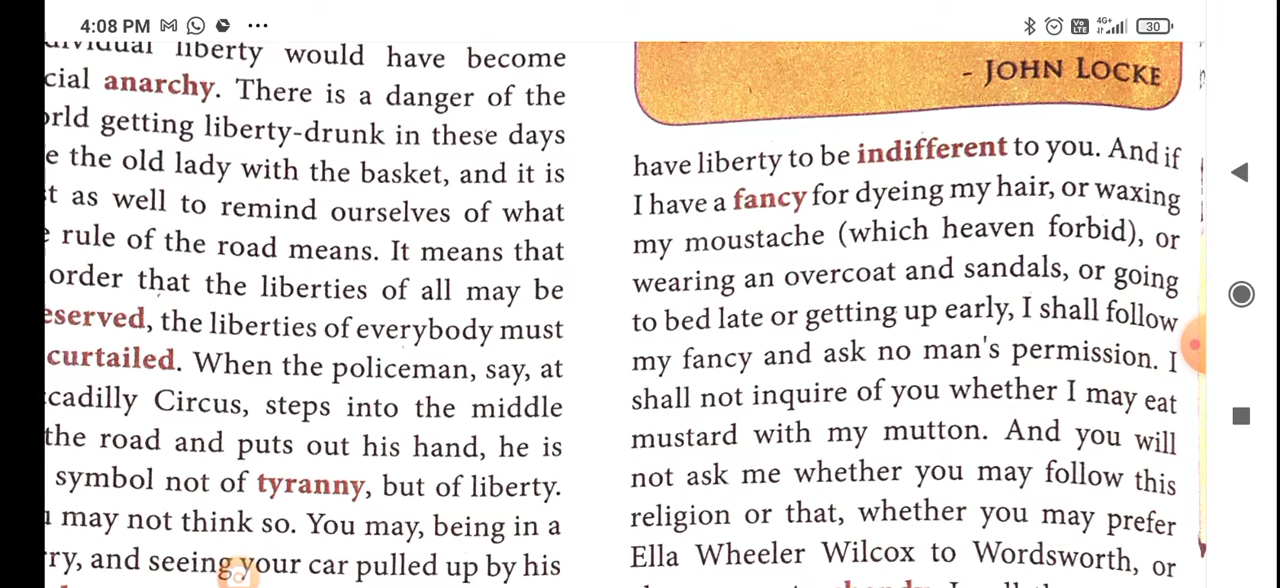 4:08 PM
4G+
Vo
LTE
30
liberty would have become
cial anarchy. There is a danger of the
getting liberty-drunk in these days
the old lady with the basket, and it is
as well to remind ourselves of what
rule of the road means. It means that
order that the liberties of all may be
eserved, the liberties of everybody must
curtailed. When the policeman, say, at
cadilly Circus, steps into the middle
the road and puts out his hand, he is
symbol not of tyranny, but of liberty.
may not think so. You may, being in a
ry, and seeing your car pulled up by his
- JOHN LOCKE
have liberty to be indifferent to you. And if
I have a fancy for dyeing my hair, or waxing
my moustache (which heaven forbid), or
wearing an overcoat and sandals, or going
to bed late or getting up early, I shall follow
my fancy and ask no man's permission. I
shall not inquire of you whether I may eat
mustard with my mutton. And you will
not ask me whether you may follow this
religion or that, whether you may prefer
Ella Wheeler Wilcox to Wordsworth, or